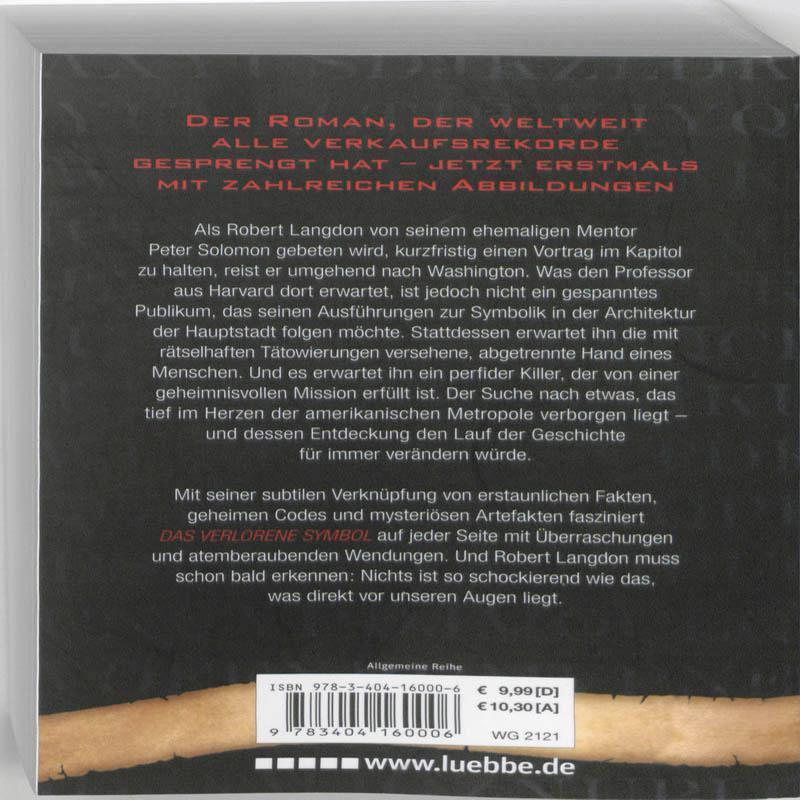 DER ROMAN, DER WELTWEIT
ALLE VERKAUFSREKORDE
GESPRENGT HAT – JETZT ERSTMALS
MIT ZAHLREICHEN ABBILDUNGEN
Als Robert Langdon von seinem ehemaligen Mentor
Peter Solomon gebeten wird, kurzfristig einen Vortrag im Kapitol
zu halten, reist er umgehend nach Washington. Was den Professor
aus Harvard dort erwartet, ist jedoch nicht ein gespanntes
Publikum, das seinen Ausführungen zur Symbolik in der Architektur
der Hauptstadt folgen möchte. Stattdessen erwartet ihn die mit
rätselhaften Tätowierungen versehene, abgetrennte Hand eines
Menschen. Und es erwartet ihn ein perfider Killer, der von einer
geheimnisvollen Mission erfüllt ist. Der Suche nach etwas, das
tief im Herzen der amerikanischen Metropole verborgen liegt –
und dessen Entdeckung den Lauf der Geschichte
für immer verändern würde.
Mit seiner subtilen Verknüpfung von erstaunlichen Fakten,
geheimen Codes und mysteriösen Artefakten fasziniert
DAS VERLORENE SYMBOL auf jeder Seite mit Überraschungen
und atemberaubenden Wendungen. Und Robert Langdon muss
schon bald erkennen: Nichts ist so schockierend wie das,
was direkt vor unseren Augen liegt.
Allgemeine Reihe
ISBN 978-3-404-16000-6
€ 9,99 [D]
€ 10,30 [A]
9 783404 160006
WG 2121
www.luebbe.de